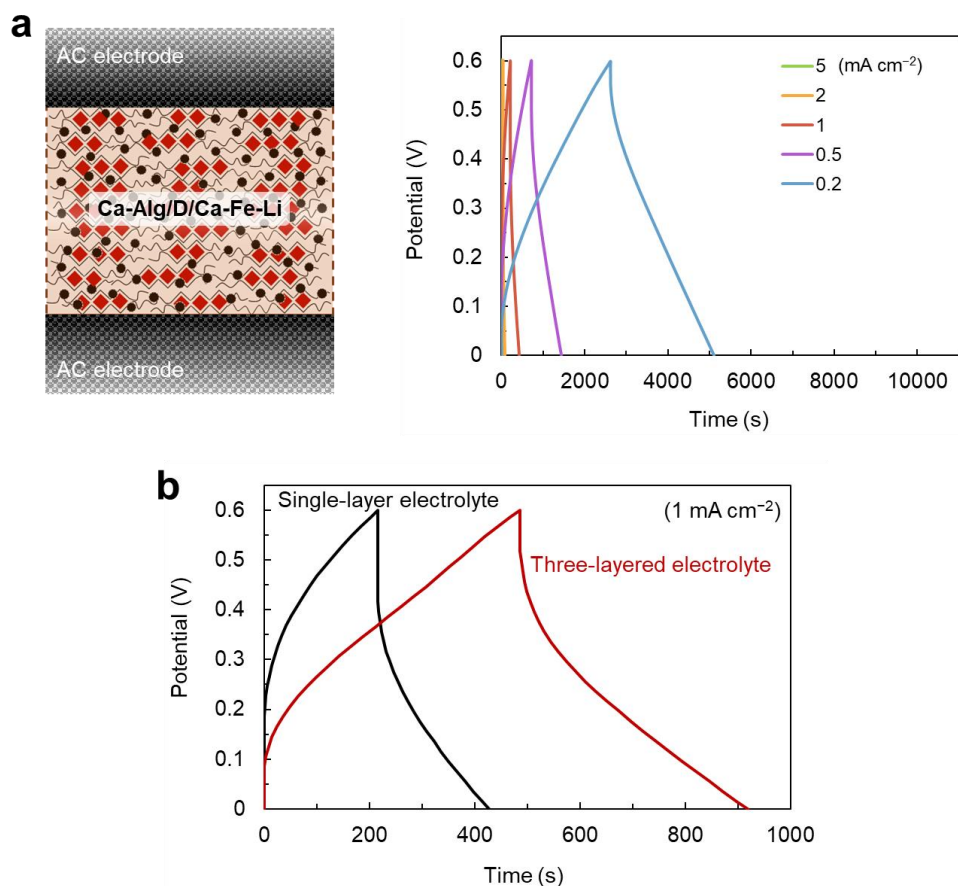 a
AC electrode
Ca-Alg/D/Ca-Fe-Li
AC electrode
Potential (V)
0.6
0.5
0.4
0.3
0.2
0.1
0
5 (mA cm⁻²)
2
1
0.5
0.2
0 2000 4000 6000 8000 10000
Time (s)
b
Single-layer electrolyte
(1 mA cm⁻²)
Three-layered electrolyte
Potential (V)
0.6
0.5
0.4
0.3
0.2
0.1
0
0 200 400 600 800 1000
Time (s)